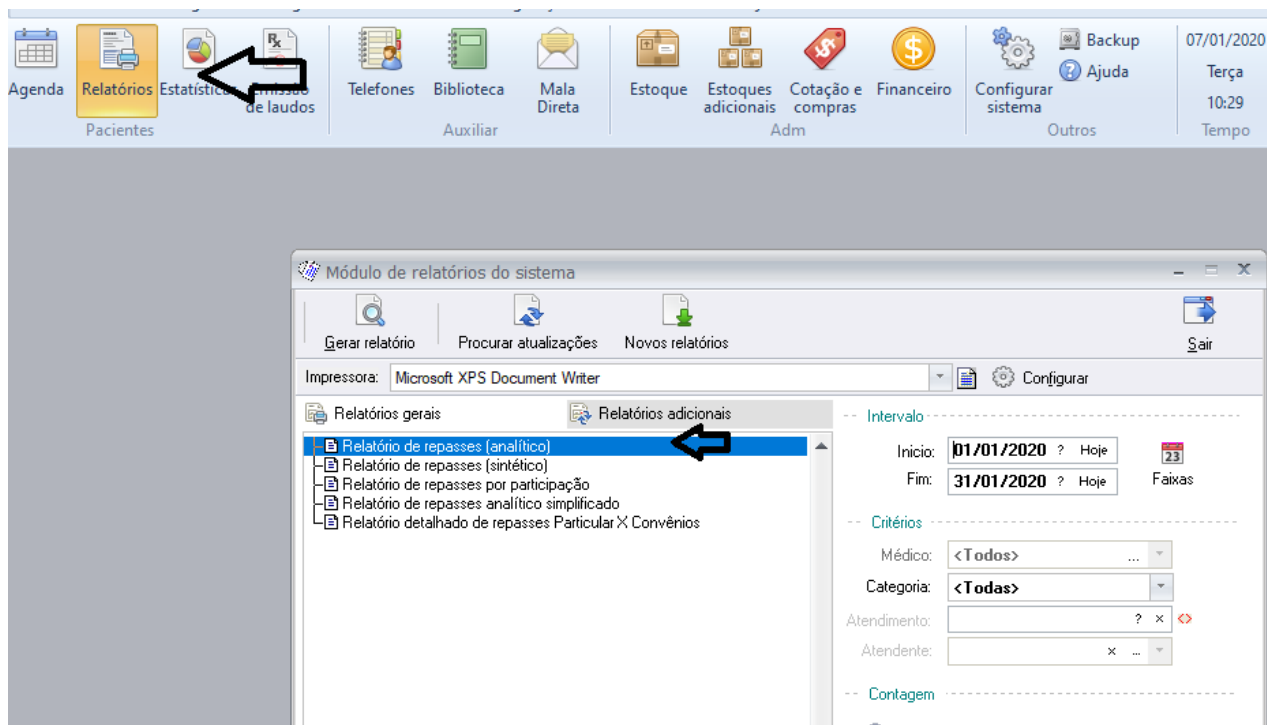 Agenda Relatórios Estatísticas Emissão de laudos Telefones Biblioteca Mala Direta Estoque Estoques adicionais Cotação e compras Financeiro Configurar sistema Backup 07/01/2020
Ajuda Terça
10:29
Pacientes Auxiliar Adm Outros Tempo
Módulo de relatórios do sistema
Gerar relatório Procurar atualizações Novos relatórios Sair
Impressora: Microsoft XPS Document Writer Configurar
Relatórios gerais Relatórios adicionais Intervalo
Relatório de repasses (analítico)
Relatório de repasses (sintético)
Relatório de repasses por participação
Relatório de repasses analítico simplificado
Relatório detalhado de repasses Particular X Convênios
Inicio: 01/01/2020 ? Hoje 23
Fim: 31/01/2020 ? Hoje Faixas
Critérios
Médico: <Todos> ...
Categoria: <Todas>
Atendimento: ? × <>
Atendente: × ...
Contagem